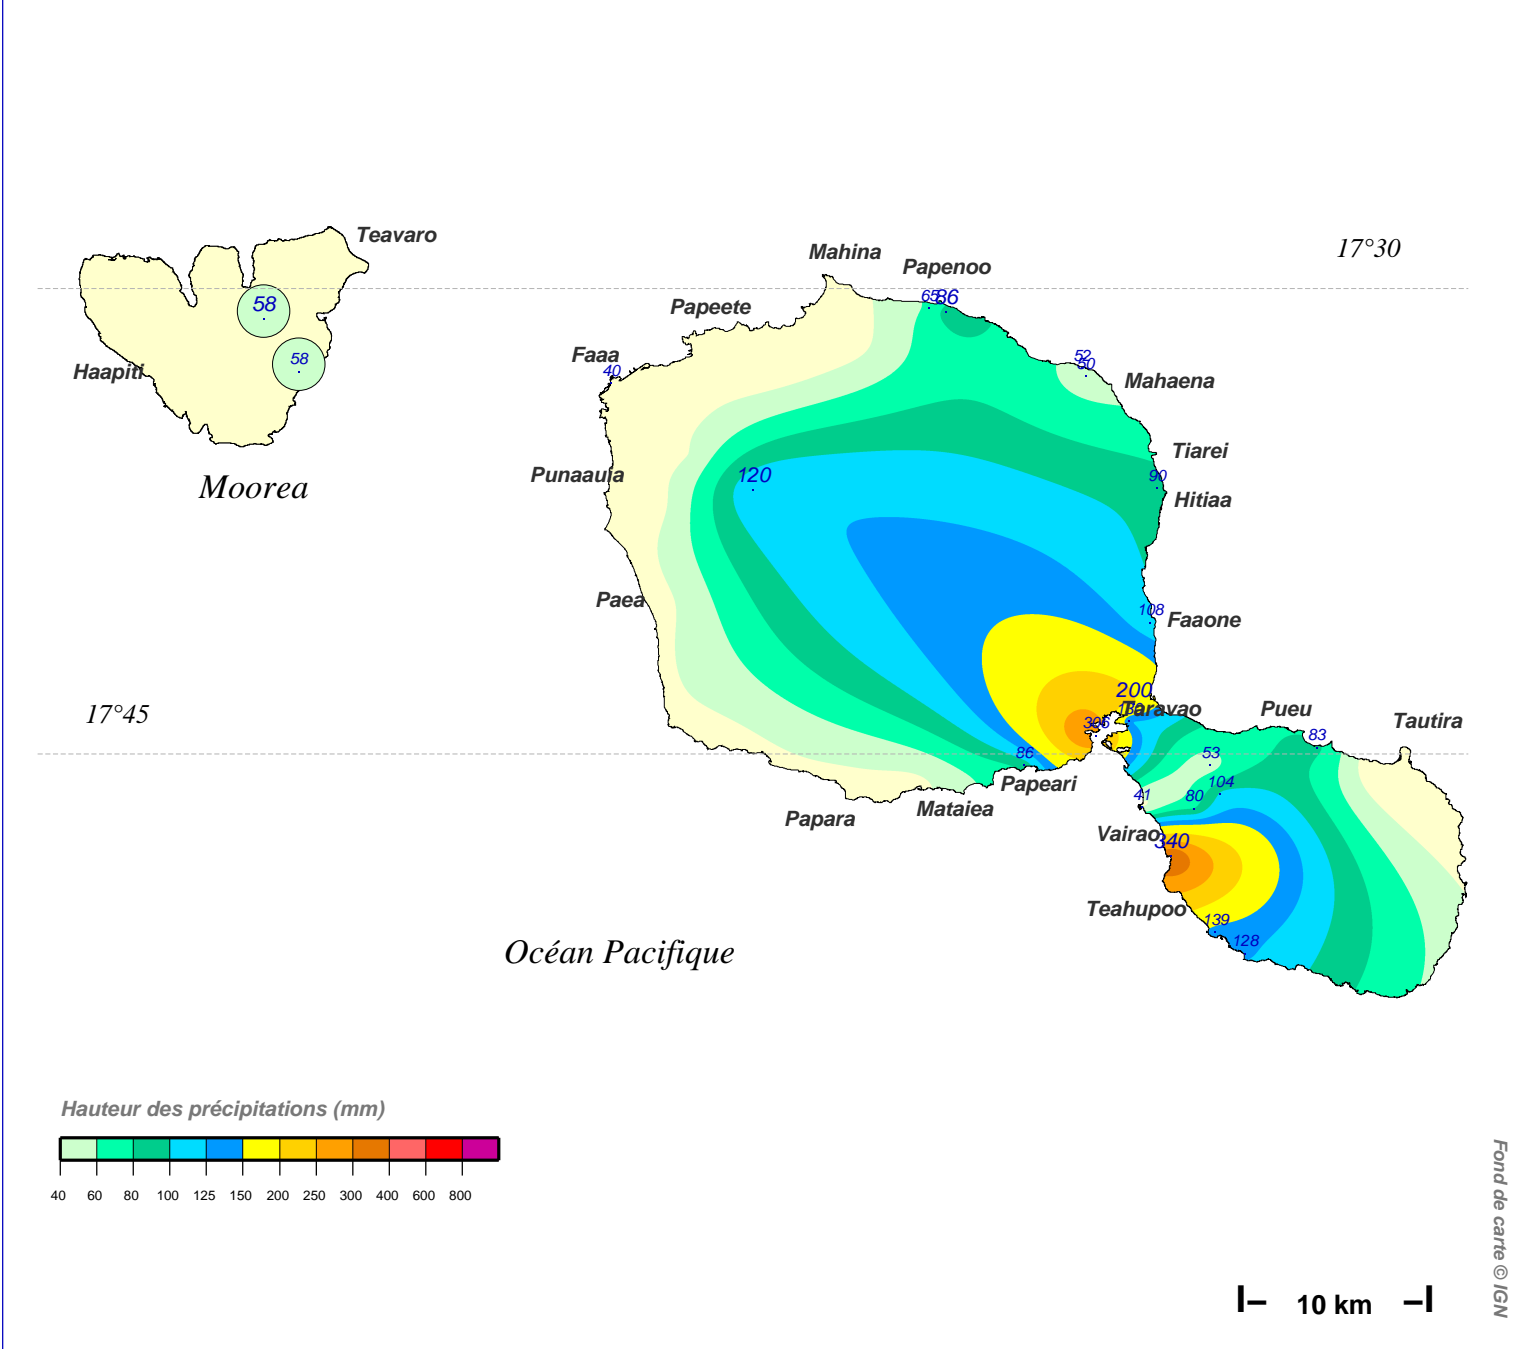 Teavaro
17°30
Mahina
Papenoo
65
86
58
Papeete
52
50
Faaa
40
58
Haapiti
Mahaena
Tiarei
Moorea
Punaauia
120
90
Hitiaa
Paea
108
Faaone
200
17°45
Taravao
Pueu
Tautira
83
86
53
Papeari
104
80
41
Papara
Mataiea
Vairao
340
Teahupoo
139
128
Océan Pacifique
Hauteur des précipitations (mm)
40 60 80 100 125 150 200 250 300 400 600 800
10 km
Fond de carte © IGN